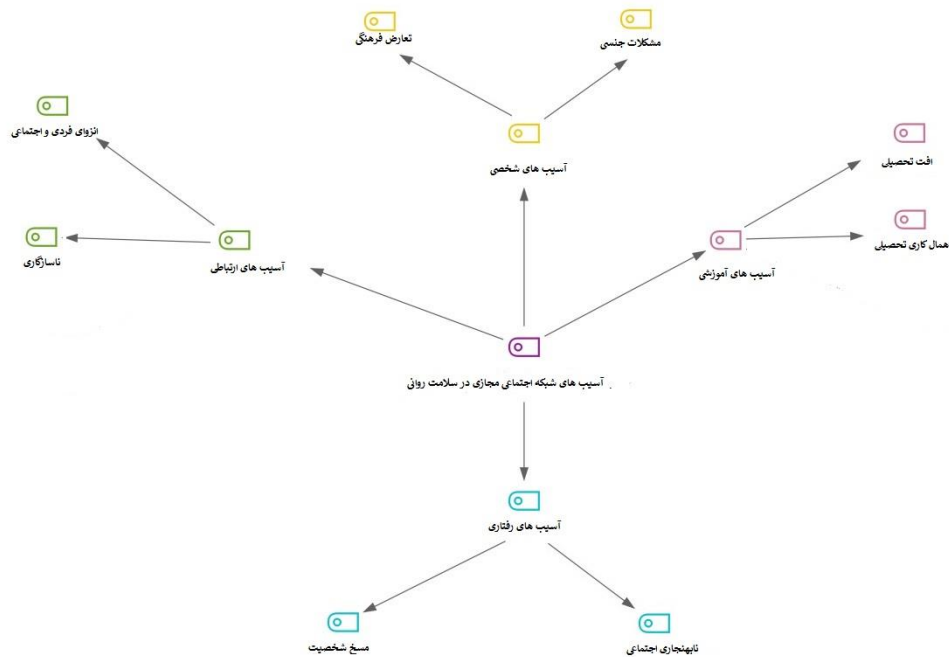 مشکلات جنسی
تعارض فرهنگی
انزوای فردی و اجتماعی
افت تحصیلی
آسیب های شخصی
همال کاری تحصیلی
ناسازگاری
آسیب های ارتباطی
آسیب های آموزشی
آسیب های شبکه اجتماعی مجازی در سلامت روانی
آسیب های رفتاری
نابهنجاری اجتماعی
مسخ شخصیت